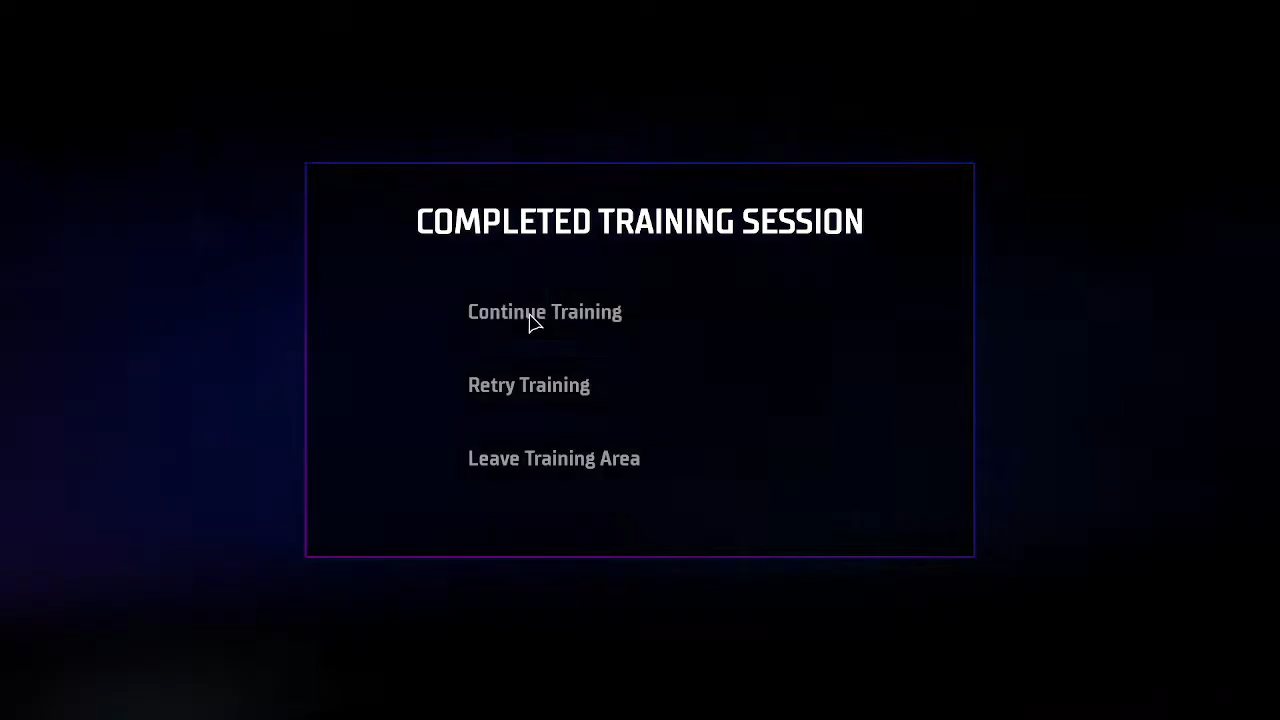 COMPLETED TRAINING SESSION
Continue Training
Retry Training
Leave Training Area